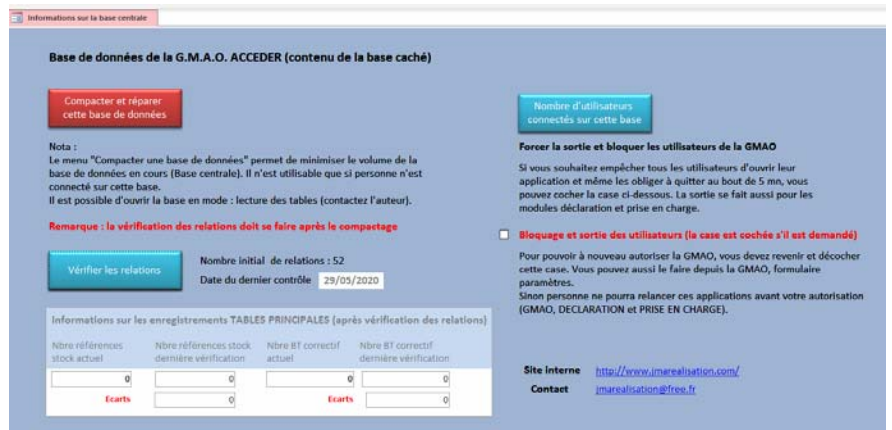 Informations sur la base centrale
Base de données de la G.M.A.O. ACCEDER (contenu de la base caché)
Compacter et réparer
cette base de données
Nota :
Le menu "Compacter une base de données" permet de minimiser le volume de la
base de données en cours (Base centrale). Il n'est utilisable que si personne n'est
connecté sur cette base.
Il est possible d'ouvrir la base en mode : lecture des tables (contactez l'auteur).
Remarque : la vérification des relations doit se faire après le compactage
Vérifier les relations
Nombre initial de relations : 52
Date du dernier contrôle 29/05/2020
Informations sur les enregistrements TABLES PRINCIPALES (après vérification des relations)
Nbre références
stock actuel
Nbre références stock
dernière vérification
Nbre BT correctif
actuel
Nbre BT correctif
dernière vérification
0 0 0 0
Ecarts 0 Ecarts 0
Nombre d'utilisateurs
connectés sur cette base
Forcer la sortie et bloquer les utilisateurs de la GMAO
Si vous souhaitez empêcher tous les utilisateurs d'ouvrir leur
application et même les obliger à quitter au bout de 5 mn, vous
pouvez cocher la case ci-dessous. La sortie se fait aussi pour les
modules déclaration et prise en charge.
Bloquage et sortie des utilisateurs (la case est cochée s'il est demandé)
Pour pouvoir à nouveau autoriser la GMAO, vous devez revenir et décocher
cette case. Vous pouvez aussi le faire depuis la GMAO, formulaire
paramètres.
Sinon personne ne pourra relancer ces applications avant votre autorisation
(GMAO, DECLARATION et PRISE EN CHARGE).
Site interne http://www.jmarealisation.com/
Contact jmarealisation@free.fr